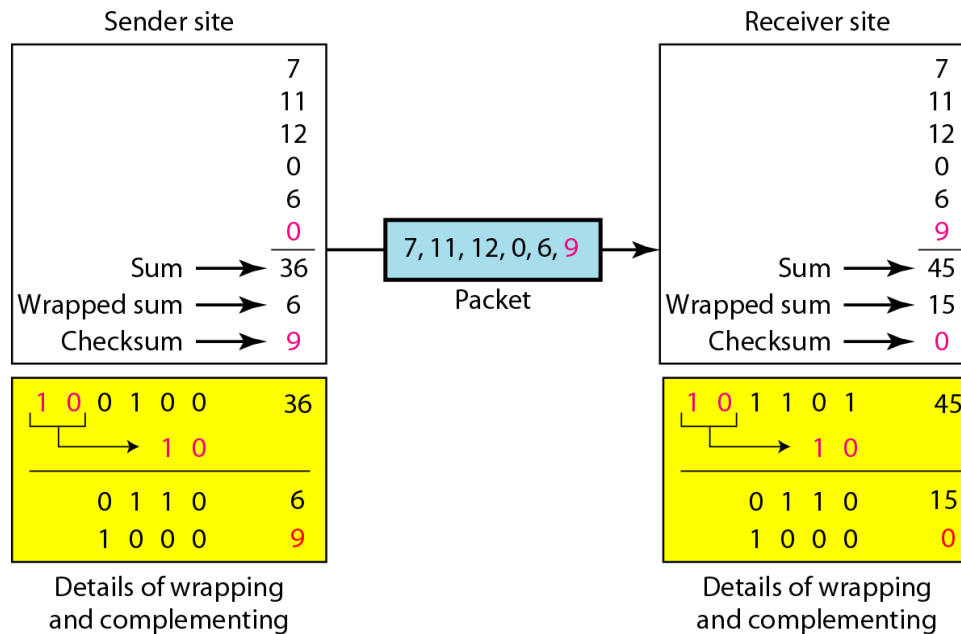 Sender site
7
11
12
0
6
0
Sum 36
Wrapped sum 6
Checksum 9
1 0 0 1 0 0 36
1 0
0 1 1 0 6
1 0 0 0 9
Details of wrapping
and complementing
7, 11, 12, 0, 6, 9
Packet
Receiver site
7
11
12
0
6
9
Sum 45
Wrapped sum 15
Checksum 0
1 0 1 1 0 1 45
1 0
0 1 1 0 15
1 0 0 0 0
Details of wrapping
and complementing